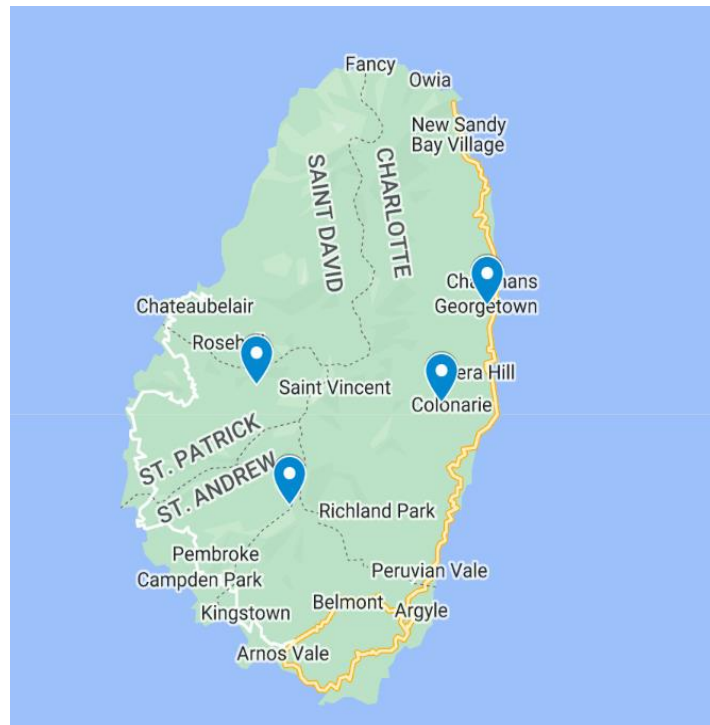 Fancy
Owia
New Sandy
Bay Village
SAINT DAVID
CHARLOTTE
Georgetown
Chateaubelair
Saint Vincent
Colonarie
ST. PATRICK
ST. ANDREW
Richland Park
Pembroke
Peruvian Vale
Campden Park
Belmont
Kingstown
Argyle
Arnos Vale